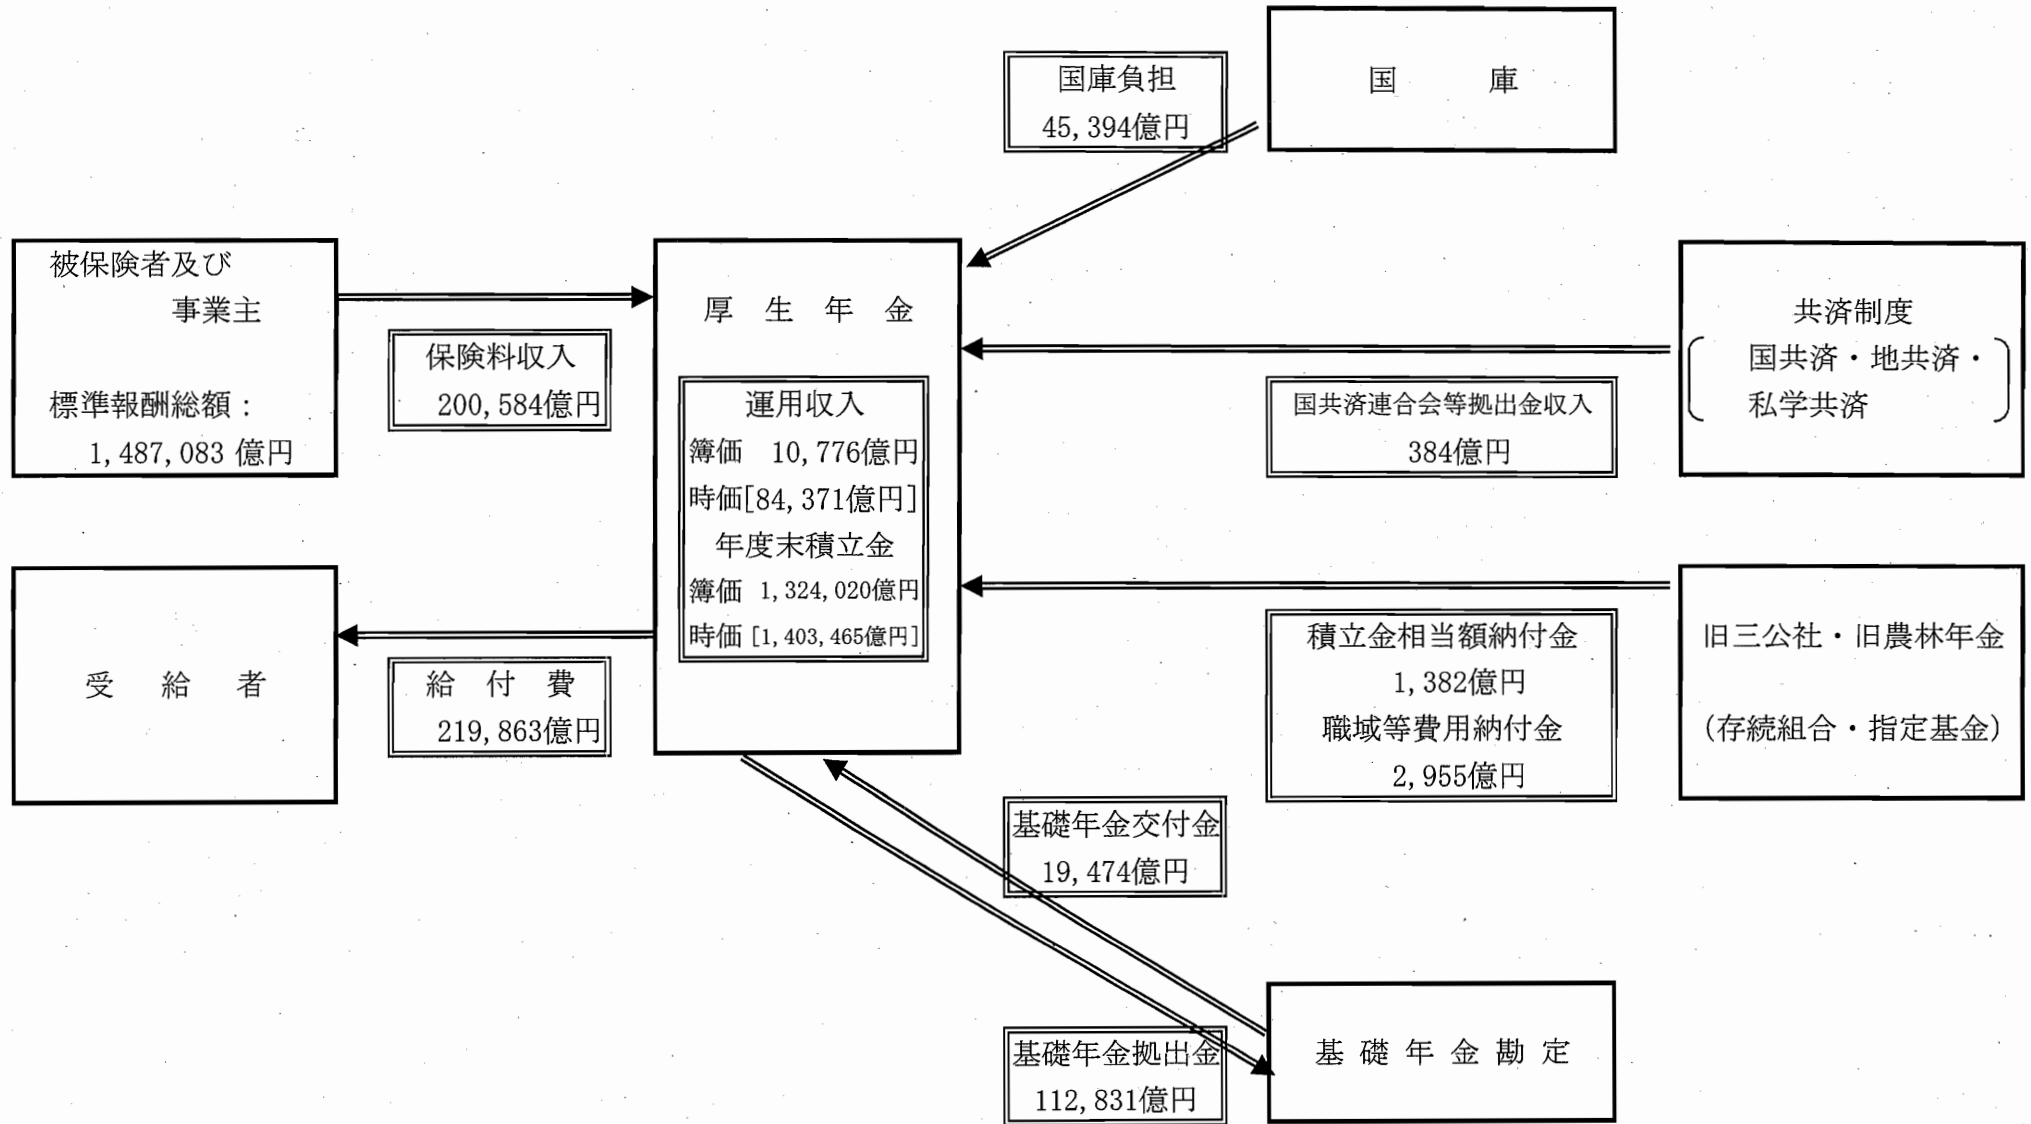 国庫負担
45,394億円
国 庫
被保険者及び
事業主
標準報酬総額：
1,487,083 億円
保険料収入
200,584億円
厚 生 年 金
運用収入
簿価 10,776億円
時価[84,371億円]
年度末積立金
簿価 1,324,020億円
時価[1,403,465億円]
共済制度
国共済・地共済・
私学共済
国共済連合会等拠出金収入
384億円
受 給 者
給 付 費
219,863億円
積立金相当額納付金
1,382億円
職域等費用納付金
2,955億円
旧三公社・旧農林年金
(存続組合・指定基金)
基礎年金交付金
19,474億円
基礎年金拠出金
112,831億円
基 礎 年 金 勘 定